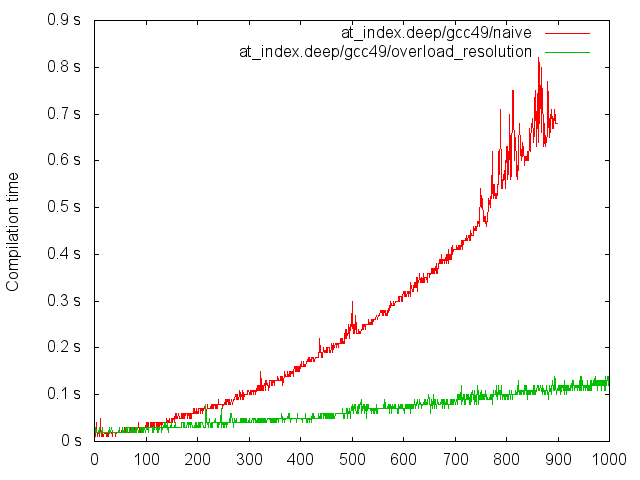 0.9 s
at_index.deep/gcc49/naive
at_index.deep/gcc49/overload_resolution
0.8 s
0.7 s
0.6 s
0.5 s
0.4 s
0.3 s
0.2 s
0.1 s
0 s
Compilation time
0 100 200 300 400 500 600 700 800 900 1000